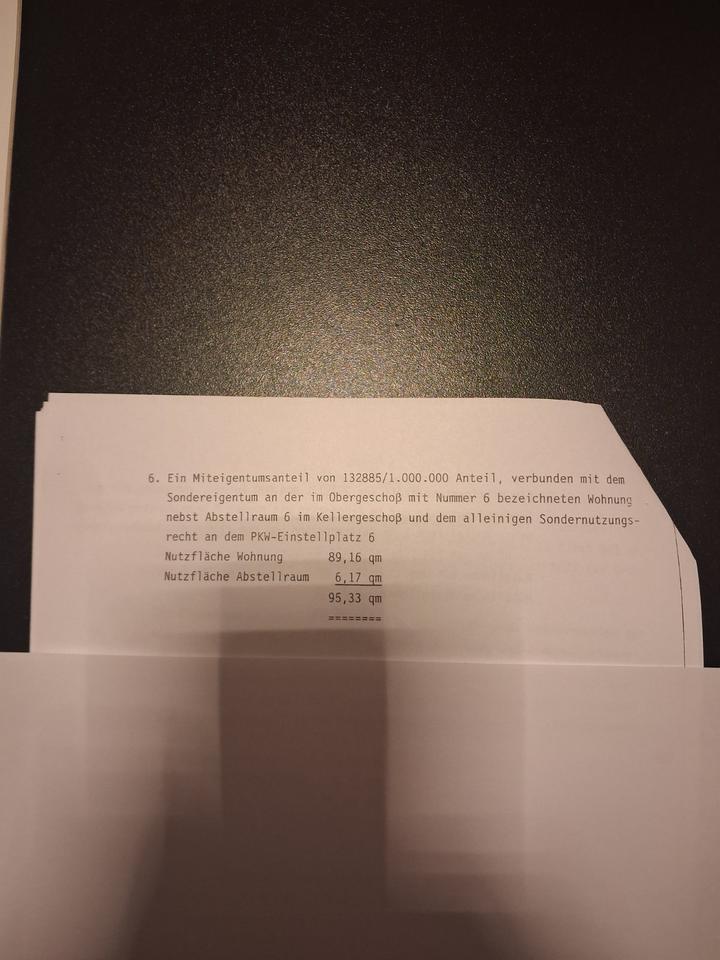 6. Ein Miteigentumsanteil von 132885/1.000.000 Anteil, verbunden mit dem
Sondereigentum an der im Obergeschoß mit Nummer 6 bezeichneten Wohnung
nebst Abstellraum 6 im Kellergeschoß und dem alleinigen Sondernutzungs-
recht an dem PKW-Einstellplatz 6
Nutzfläche Wohnung 89,16 qm
Nutzfläche Abstellraum 6,17 qm
95,33 qm
========